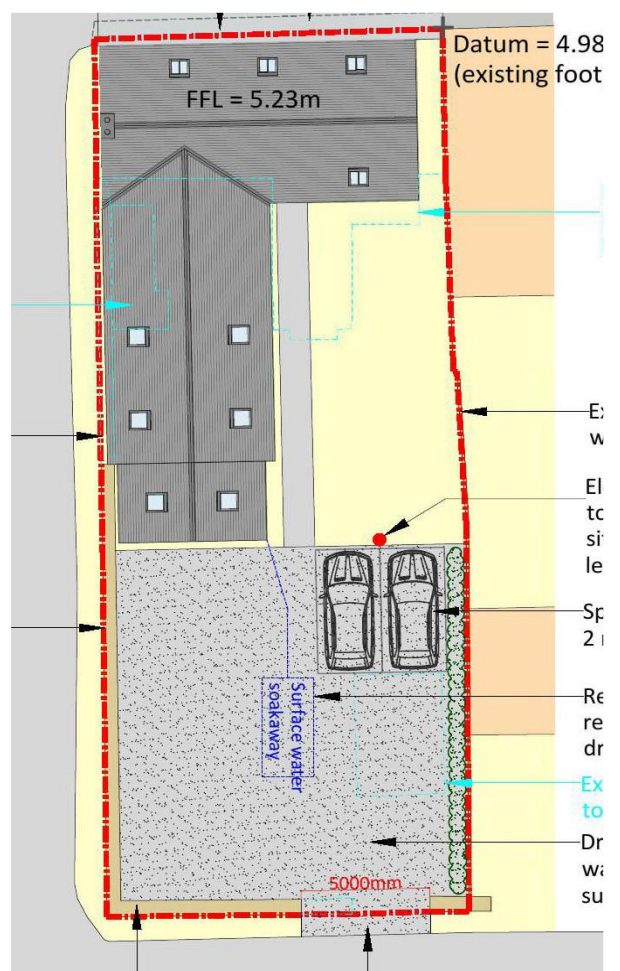 Datum = 4.98
(existing foot
FFL = 5.23m
Ex
w
El
to
sit
le
Sp
2
Surface water
soakaway
Re
re
dr
Ex
to
Dr
wa
su
5000mm